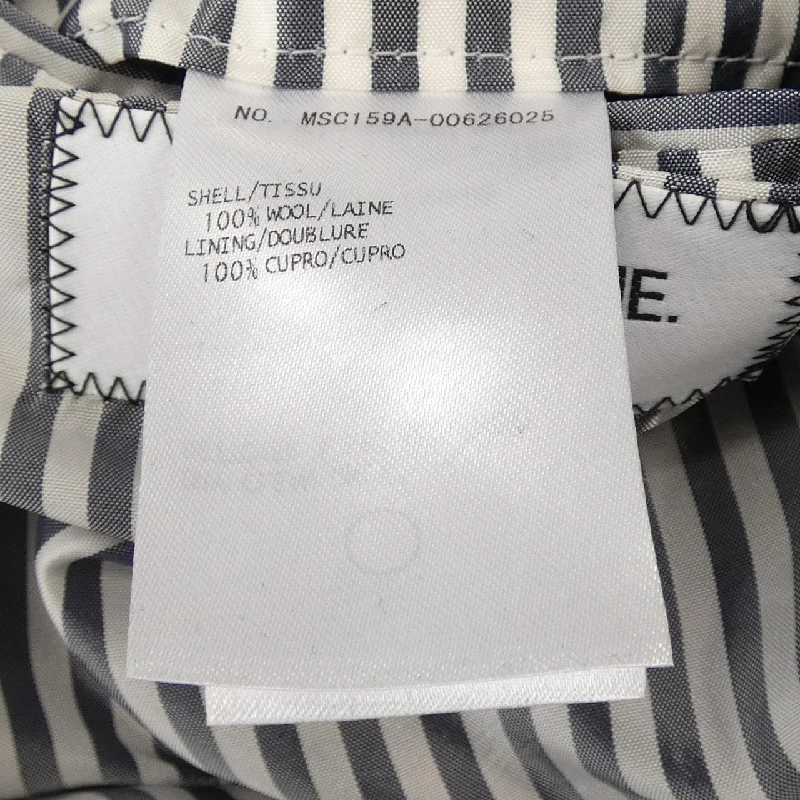 NO. MSC159A-00626025
SHELL/TISSU
100% WOOL/LAINE
LINING/DOUBLURE
100% CUPRO/CUPRO
E.